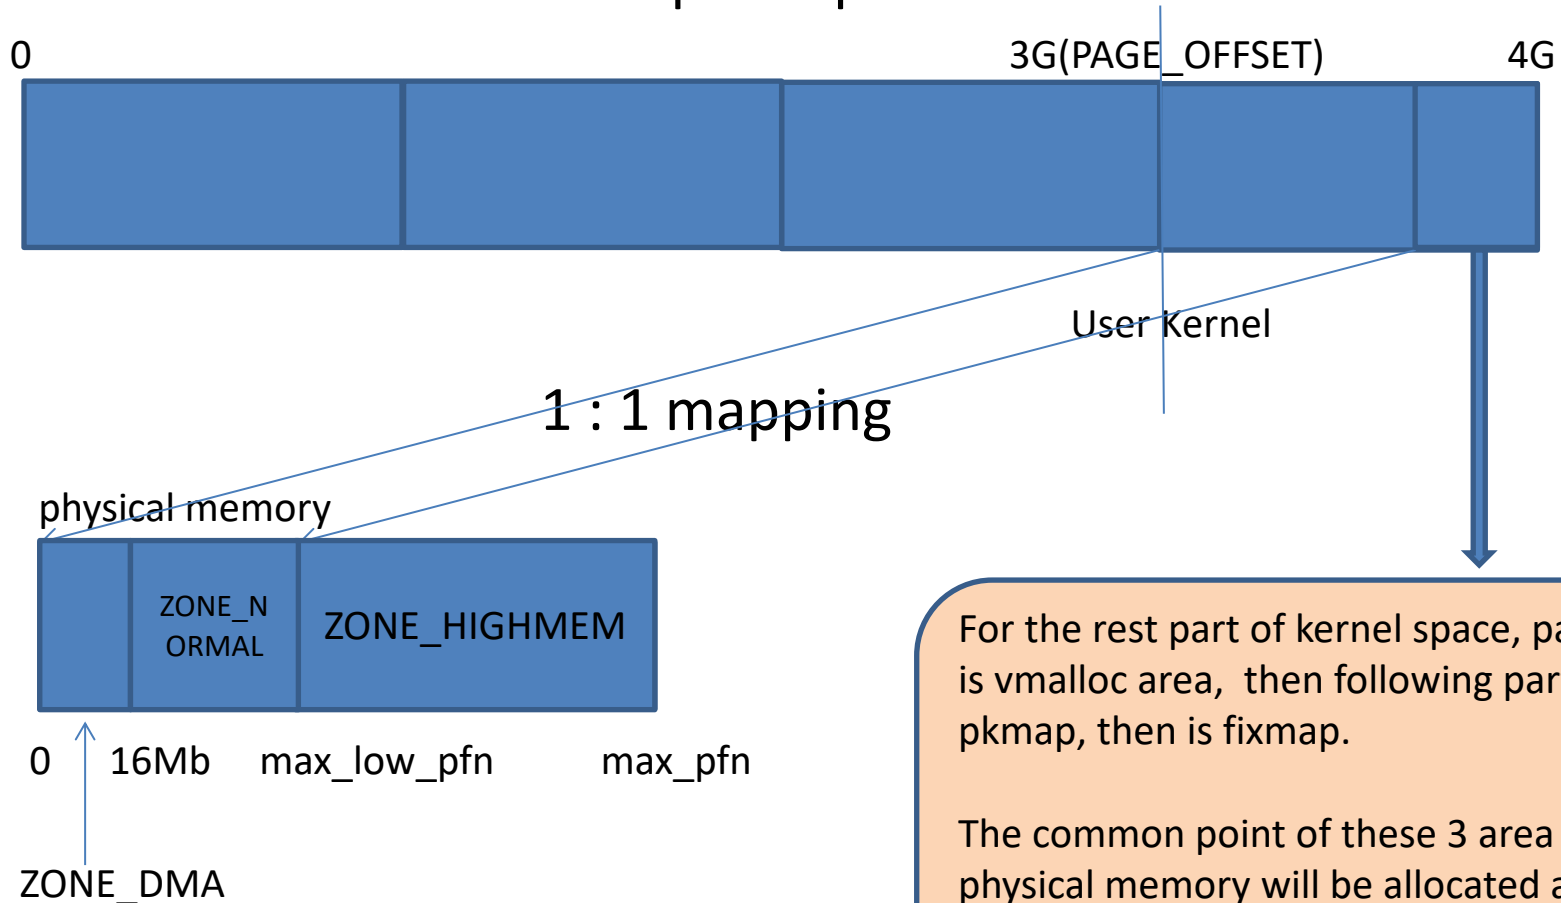 0
3G(PAGE_OFFSET)
4G
User Kernel
1 : 1 mapping
physical memory
ZONE_N
ORMAL
ZONE_HIGHMEM
0
16Mb
max_low_pfn
max_pfn
ZONE_DMA
For the rest part of kernel space,
is vmalloc area, then following
pkmap, then is fixmap.
The common point of these 3 area
physical memory will be allocated